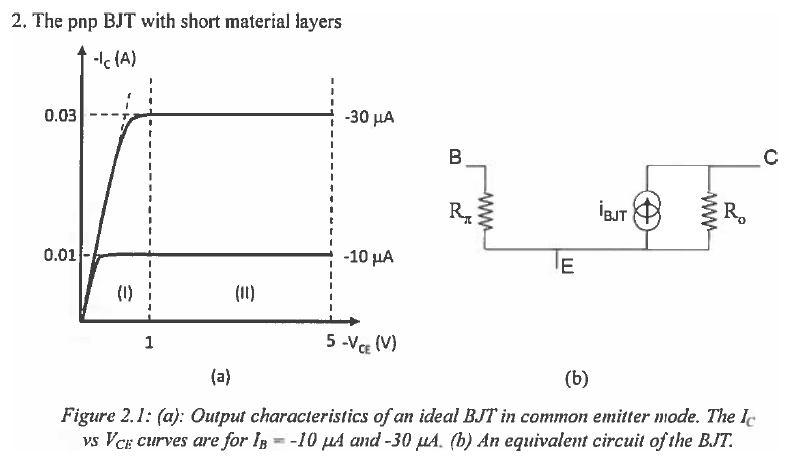 2. The pnp BJT with short material layers
-I_C (A)
0.03
-30 μA
0.01
-10 μA
(I)
(II)
1
5
-V_CE (V)
(a)
B
C
R_π
i_BJT
R_o
E
(b)
Figure 2.1: (a): Output characteristics of an ideal BJT in common emitter mode. The I_C
vs V_CE curves are for I_B = -10 μA and -30 μA. (b) An equivalent circuit of the BJT.